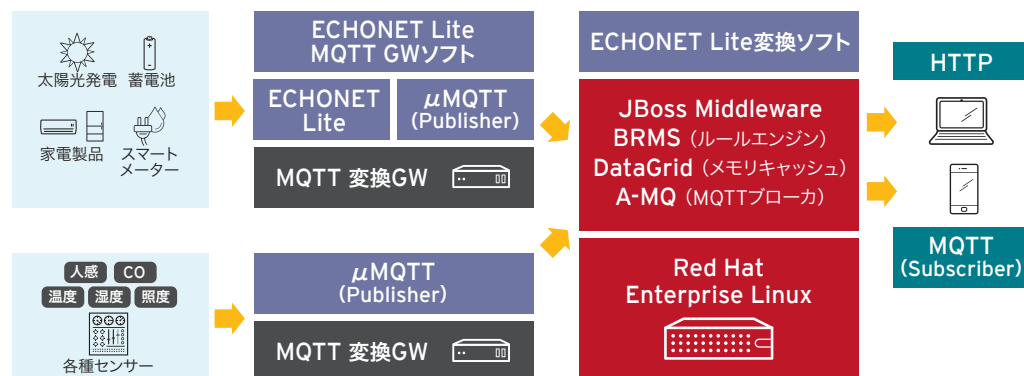 太陽光発電
蓄電池
家電製品
スマート
メーター
ECHONET Lite
MQTT GWソフト
ECHONET
Lite
μMQTT
(Publisher)
MQTT 変換GW
人感
CO
温度
湿度
照度
各種センサー
μMQTT
(Publisher)
MQTT 変換GW
ECHONET Lite変換ソフト
JBoss Middleware
BRMS（ルールエンジン）
DataGrid（メモリキャッシュ）
A-MQ（MQTTブローカ）
Red Hat
Enterprise Linux
HTTP
MQTT
(Subscriber)